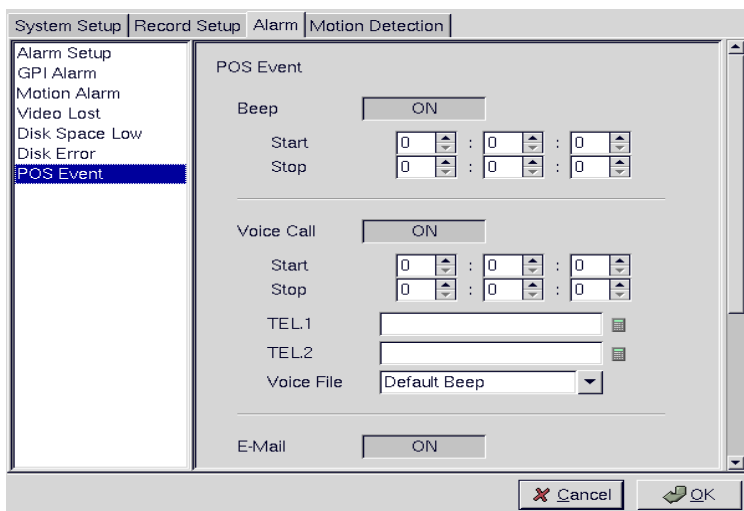 System Setup Record Setup Alarm Motion Detection
Alarm Setup
GPI Alarm
Motion Alarm
Video Lost
Disk Space Low
Disk Error
POS Event
POS Event
Beep ON
Start 0 : 0 : 0
Stop 0 : 0 : 0
Voice Call ON
Start 0 : 0 : 0
Stop 0 : 0 : 0
TEL.1
TEL.2
Voice File Default Beep
E-Mail ON
Cancel OK